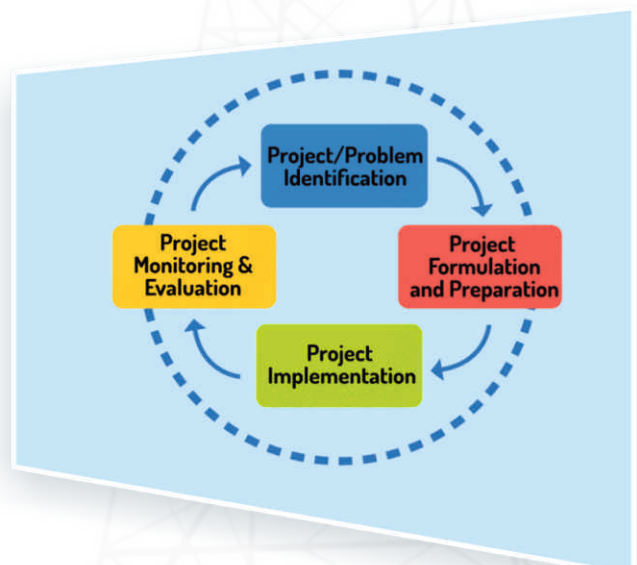 Project/Problem
Identification
Project
Formulation
and Preparation
Project
Implementation
Project
Monitoring &
Evaluation